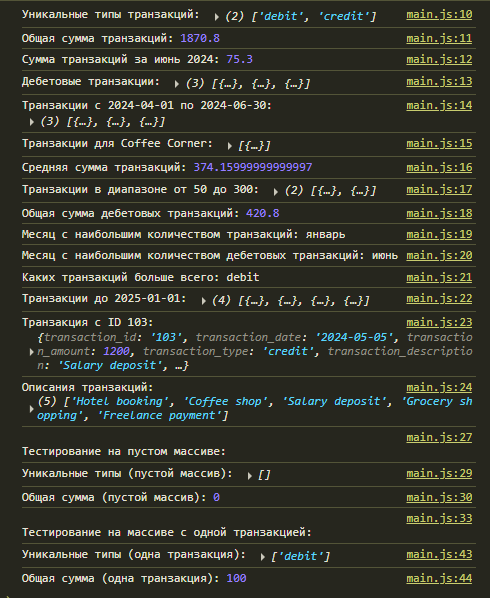 Уникальные типы транзакций: ▶ (2) ['debit', 'credit'] main.js:10
Общая сумма транзакций: 1870.8 main.js:11
Сумма транзакций за июнь 2024: 75.3 main.js:12
Дебетовые транзакции: ▶ (3) [{…}, {…}, {…}] main.js:13
Транзакции с 2024-04-01 по 2024-06-30: main.js:14
▶ (3) [{…}, {…}, {…}]
Транзакции для Coffee Corner: ▶ [{…}] main.js:15
Средняя сумма транзакций: 374.15999999999997 main.js:16
Транзакции в диапазоне от 50 до 300: ▶ (2) [{…}, {…}] main.js:17
Общая сумма дебетовых транзакций: 420.8 main.js:18
Месяц с наибольшим количеством транзакций: январь main.js:19
Месяц с наибольшим количеством дебетовых транзакций: июнь main.js:20
Каких транзакций больше всего: debit main.js:21
Транзакции до 2025-01-01: ▶ (4) [{…}, {…}, {…}, {…}] main.js:22
Транзакция с ID 103: main.js:23
{transaction_id: '103', transaction_date: '2024-05-05', transactio
▶ n_amount: 1200, transaction_type: 'credit', transaction_descriptio
n: 'Salary deposit', …}
Описания транзакций: main.js:24
(5) ['Hotel booking', 'Coffee shop', 'Salary deposit', 'Grocery sh
▶ opping', 'Freelance payment']
main.js:27
Тестирование на пустом массиве:
Уникальные типы (пустой массив): ▶ [] main.js:29
Общая сумма (пустой массив): 0 main.js:30
main.js:33
Тестирование на массиве с одной транзакцией:
Уникальные типы (одна транзакция): ▶ ['debit'] main.js:43
Общая сумма (одна транзакция): 100 main.js:44